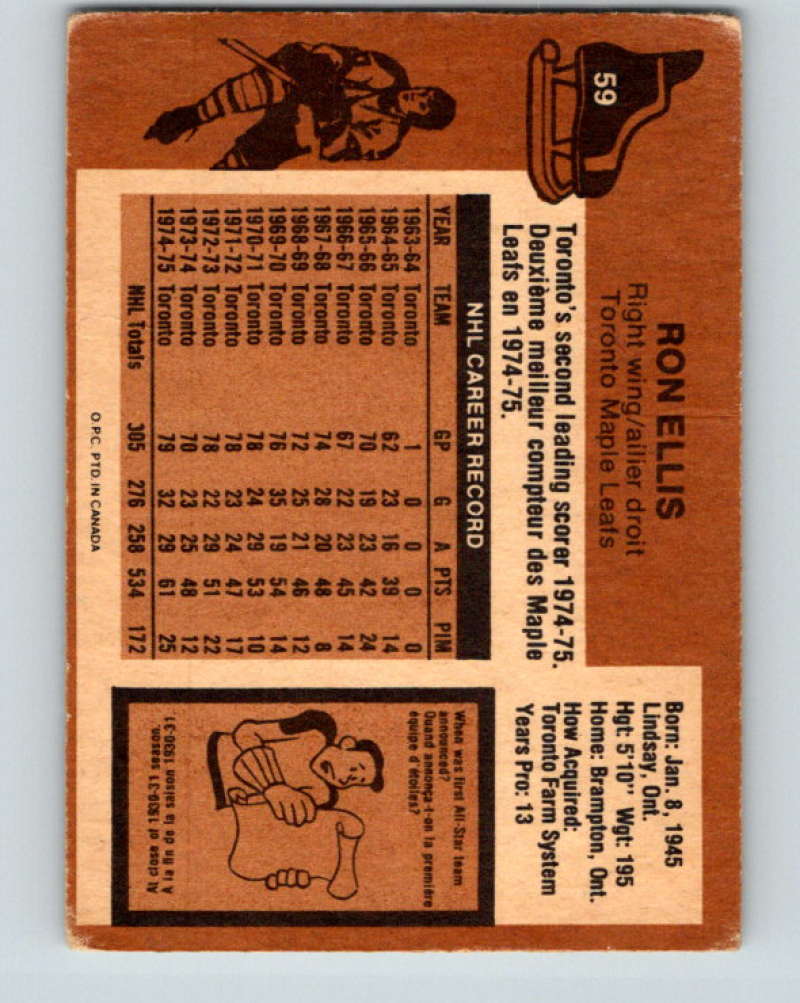 59
RON ELLIS
Right wing/ailier droit
Toronto Maple Leafs
Toronto's second leading scorer 1974-75.
Deuxième meilleur compteur des Maple
Leafs en 1974-75.
NHL CAREER RECORD
YEAR TEAM GP G A PTS PIM
1963-64 Toronto 1 0 0 0 0
1964-65 Toronto 62 23 16 39 14
1965-66 Toronto 70 19 23 42 24
1966-67 Toronto 67 22 23 45 14
1967-68 Toronto 74 28 20 48 8
1968-69 Toronto 72 25 21 46 12
1969-70 Toronto 76 35 19 54 14
1970-71 Toronto 78 24 29 53 10
1971-72 Toronto 78 23 24 47 17
1972-73 Toronto 78 22 29 51 22
1973-74 Toronto 70 23 25 48 12
1974-75 Toronto 79 32 29 61 25
NHL Totals 305 276 258 534 172
O.P.C. PTD. IN CANADA
Born: Jan. 8, 1945
Lindsay, Ont.
Hgt: 5'10" Wgt: 195
Home: Brampton, Ont.
How Acquired:
Toronto Farm System
Years Pro: 13
When was first All-Star team
announced?
Quand annonça-t-on la première
équipe d'étoiles?
At close of 1930-31 season.
A la fin de la saison 1930-31